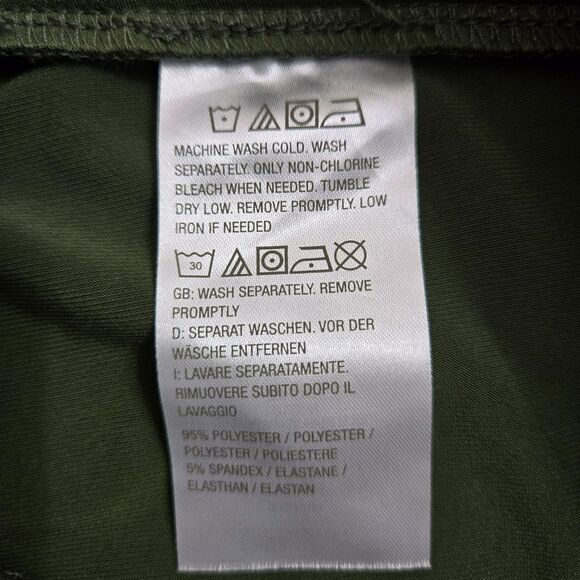 MACHINE WASH COLD. WASH
SEPARATELY. ONLY NON-CHLORINE
BLEACH WHEN NEEDED. TUMBLE
DRY LOW. REMOVE PROMPTLY. LOW
IRON IF NEEDED
30
GB: WASH SEPARATELY. REMOVE
PROMPTLY
D: SEPARAT WASCHEN. VOR DER
WÄSCHE ENTFERNEN
I: LAVARE SEPARATAMENTE.
RIMUOVERE SUBITO DOPO IL
LAVAGGIO
95% POLYESTER / POLYESTER /
POLYESTER / POLIESTERE
5% SPANDEX / ELASTANE /
ELASTHAN / ELASTAN